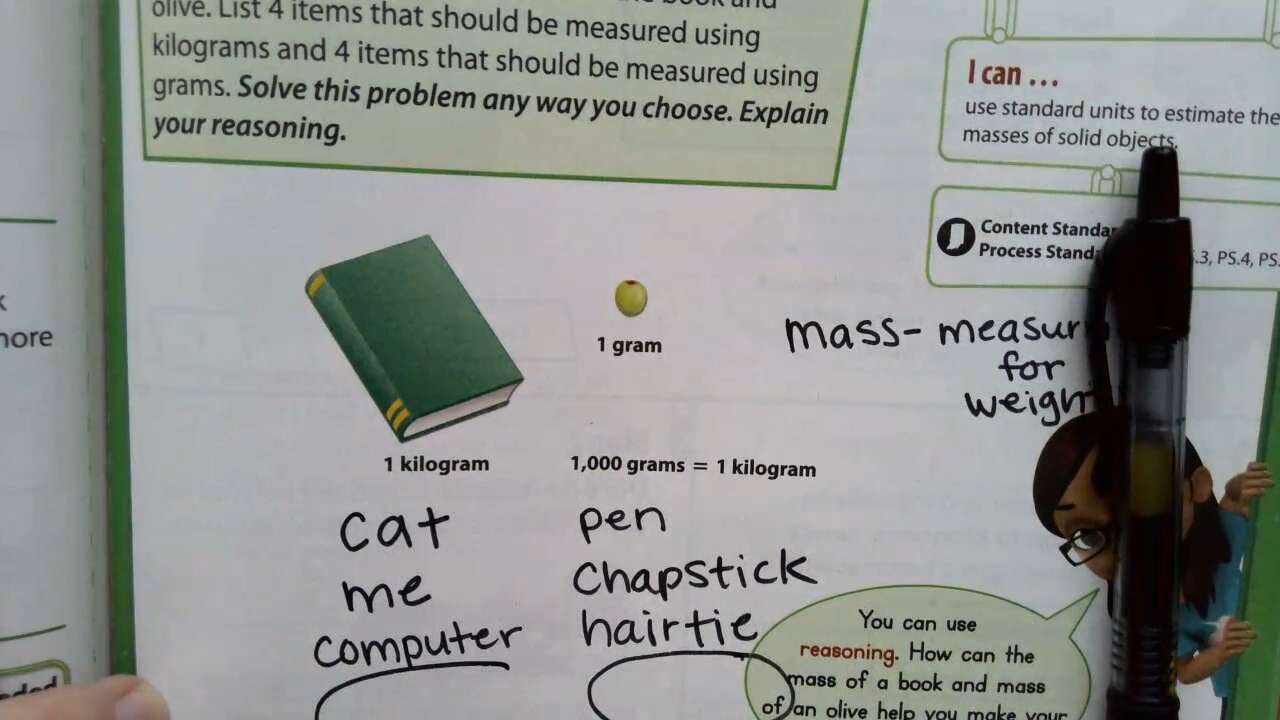 olive. List 4 items that should be measured using
kilograms and 4 items that should be measured using
grams. Solve this problem any way you choose. Explain
your reasoning.
I can ...
use standard units to estimate the
masses of solid objects.
Content
Process
.3, PS.4, PS.
1 gram
1 kilogram
1,000 grams = 1 kilogram
mass-
for
cat
me
computer
pen
Chapstick
hairtie
You can use
reasoning. How can the
mass of a book and mass
of an olive help you make your